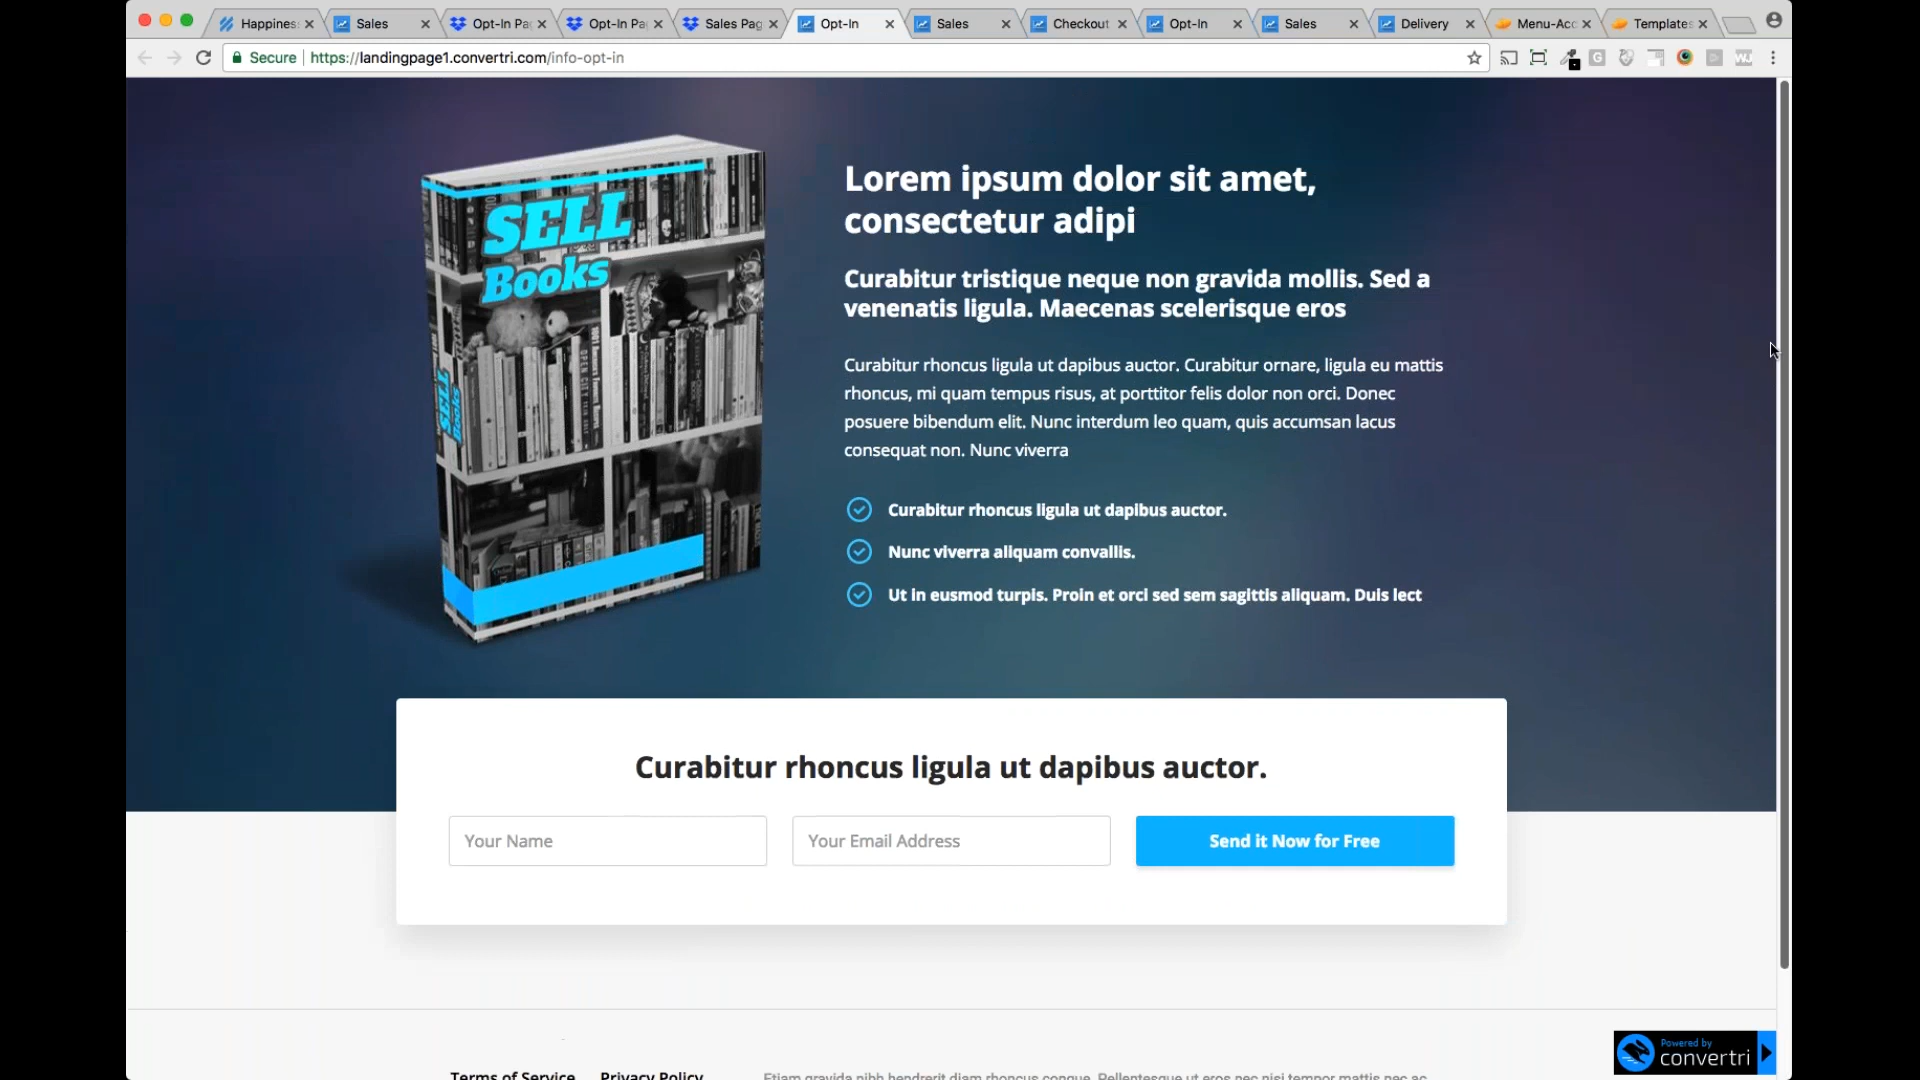 Happines
Sales
Opt-In Pa
Opt-In Pa
Sales Pag
Opt-In
Sales
Checkout
Opt-In
Sales
Delivery
Menu-Acc
Templates
Secure
https://landingpage1.convertri.com/info-opt-in
SELL
Books
SELL
Books
Lorem ipsum dolor sit amet,
consectetur adipi
Curabitur tristique neque non gravida mollis. Sed a
venenatis ligula. Maecenas scelerisque eros
Curabitur rhoncus ligula ut dapibus auctor. Curabitur ornare, ligula eu mattis
rhoncus, mi quam tempus risus, at porttitor felis dolor non orci. Donec
posuere bibendum elit. Nunc interdum leo quam, quis accumsan lacus
consequat non. Nunc viverra
Curabitur rhoncus ligula ut dapibus auctor.
Nunc viverra aliquam convallis.
Ut in eusmod turpis. Proin et orci sed sem sagittis aliquam. Duis lect
Curabitur rhoncus ligula ut dapibus auctor.
Your Name
Your Email Address
Send it Now for Free
Powered by
convertri
Terms of Service
Privacy Policy
Etiam gravida nibh hendrerit diam rhoncus congue. Pellentesque ut eros nec nisi tempor mattis nec ac